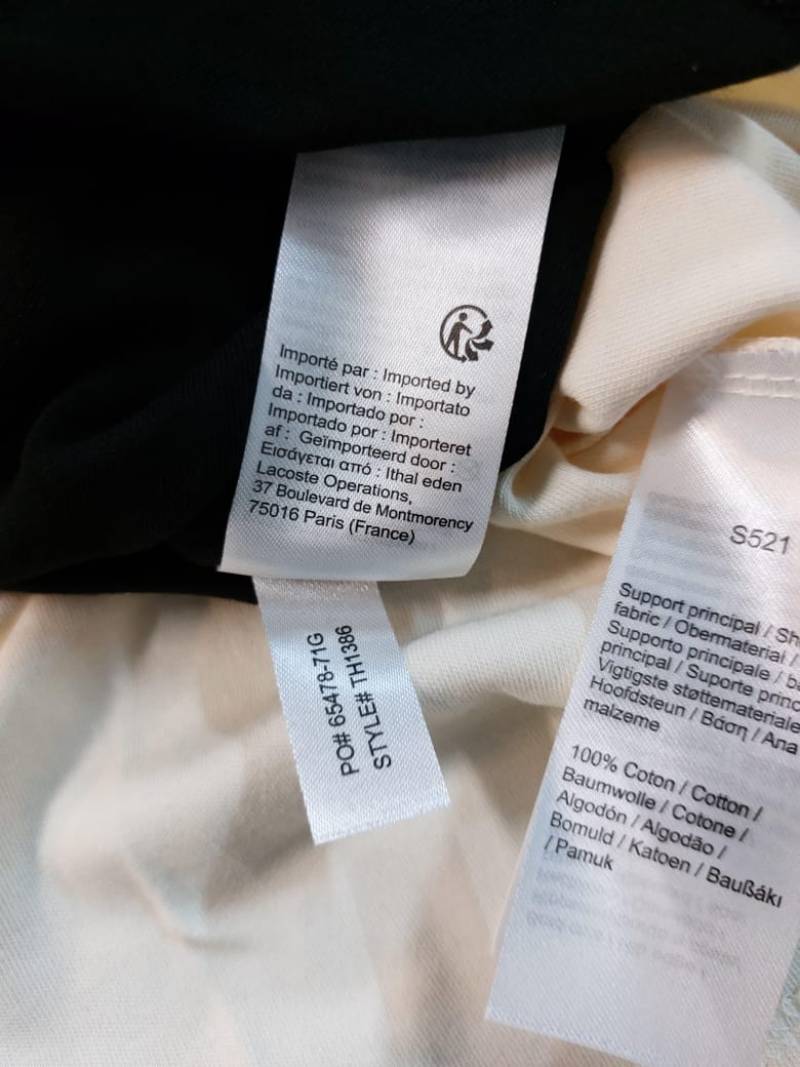 Importé par : Imported by
Importiert von : Importato
da : Importado por :
Importado por : Importeret
af : Geïmporteerd door :
Εισάγεται από : Ithal eden
Lacoste Operations,
37 Boulevard de Montmorency
75016 Paris (France)
PO# 65478-71G
STYLE# TH1386
S521
Support principal / Sh
fabric / Obermaterial /
Supporto principale / ba
principal / Suporte princ
Vigtigste støttemateriale
Hoofdsteun / Βάση / Ana
malzeme
100% Coton / Cotton /
Baumwolle / Cotone /
Algodón / Algodão /
Bomuld / Katoen / Baußáki
/ Pamuk